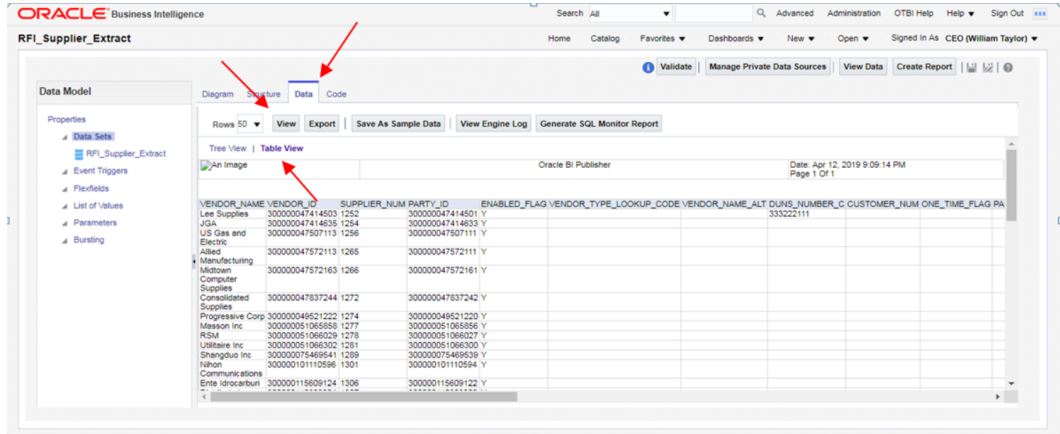 ORACLE Business Intelligence Search All Advanced Administration OTBI Help Help Sign Out
RFI_Supplier_Extract Home Catalog Favorites Dashboards New Open Signed In As CEO (William Taylor)
Validate Manage Private Data Sources View Data Create Report
Data Model
Diagram Structure Data Code
Properties
Data Sets
RFI_Supplier_Extract
Event Triggers
Flexfields
List of Values
Parameters
Bursting
Rows 50 View Export Save As Sample Data View Engine Log Generate SQL Monitor Report
Tree View Table View
An Image Oracle BI Publisher Date: Apr 12, 2019 9:09:14 PM
Page 1 Of 1
VENDOR_NAME VENDOR_ID SUPPLIER_NUM PARTY_ID ENABLED_FLAG VENDOR_TYPE_LOOKUP_CODE VENDOR_NAME_ALT DUNS_NUMBER_C CUSTOMER_NUM ONE_TIME_FLAG PA
Lee Supplies 300000047414503 1252 300000047414501 Y 333222111
JGA 300000047414635 1254 300000047414633 Y
US Gas and 300000047507113 1256 300000047507111 Y
Electric
Allied 300000047572113 1265 300000047572111 Y
Manufacturing
Midtown 300000047572163 1266 300000047572161 Y
Computer
Supplies
Consolidated 300000047837244 1272 300000047837242 Y
Supplies
Progressive Corp 300000049521222 1274 300000049521220 Y
Masson Inc 300000051065858 1277 300000051065856 Y
RSM 300000051066029 1278 300000051066027 Y
Utilitaire Inc 300000051066302 1281 300000051066300 Y
Shangduo Inc 300000075469541 1289 300000075469539 Y
Nihon 300000101110596 1301 300000101110594 Y
Communications
Ente Idrocarburi 300000115609124 1306 300000115609122 Y